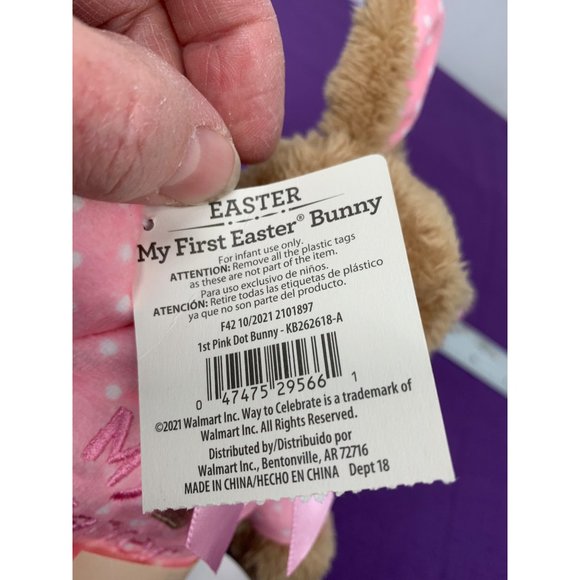 EASTER
My First Easter® Bunny
For infant use only.
ATTENTION: Remove all the plastic tags
as these are not part of the item.
Para uso exclusivo de niños.
ATENCIÓN: Retire todas las etiquetas de plástico
ya que no son parte del producto.
F42 10/2021 2101897
1st Pink Dot Bunny - KB262618-A
0 47475 29566 1
©2021 Walmart Inc. Way to Celebrate is a trademark of
Walmart Inc. All Rights Reserved.
Distributed by/Distribuido por
Walmart Inc., Bentonville, AR 72716
MADE IN CHINA/HECHO EN CHINA Dept 18